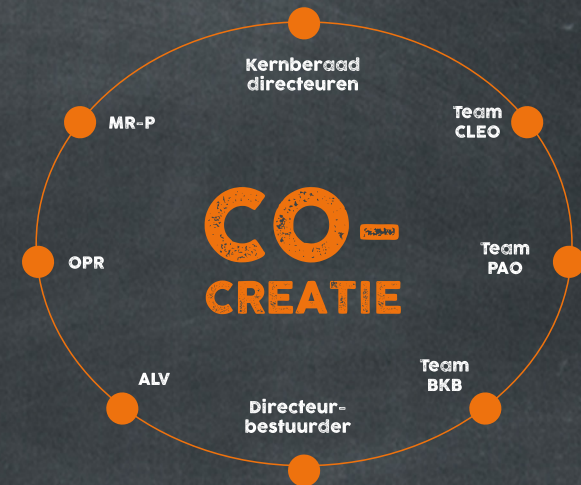 Kernberaad
directeuren
Team
CLEO
MR-P
CO-
CREATIE
Team
PAO
OPR
Team
BKB
ALV
Directeur-
bestuurder